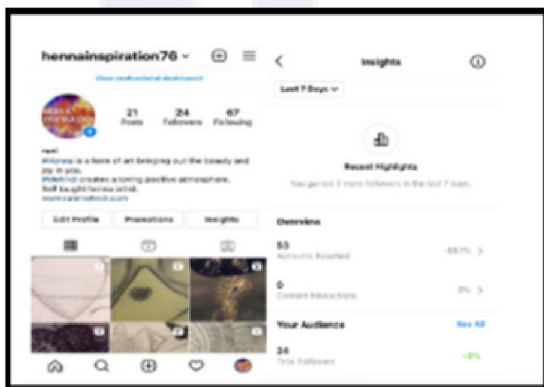 hennainspiration76
View professional dashboard
21 24 67
Posts Followers Following
#Henna is a form of art bringing out the beauty and
joy in you.
#Mehndi creates a loving positive atmosphere.
Self taught henna artist.
Edit Profile Promotions Insights
Insights
Last 7 Days
Recent Highlights
You gained 2 more followers in the last 7 days.
Overview
53
Accounts Reached
0
Content Interactions 0%
Your Audience See All
24
Total Followers